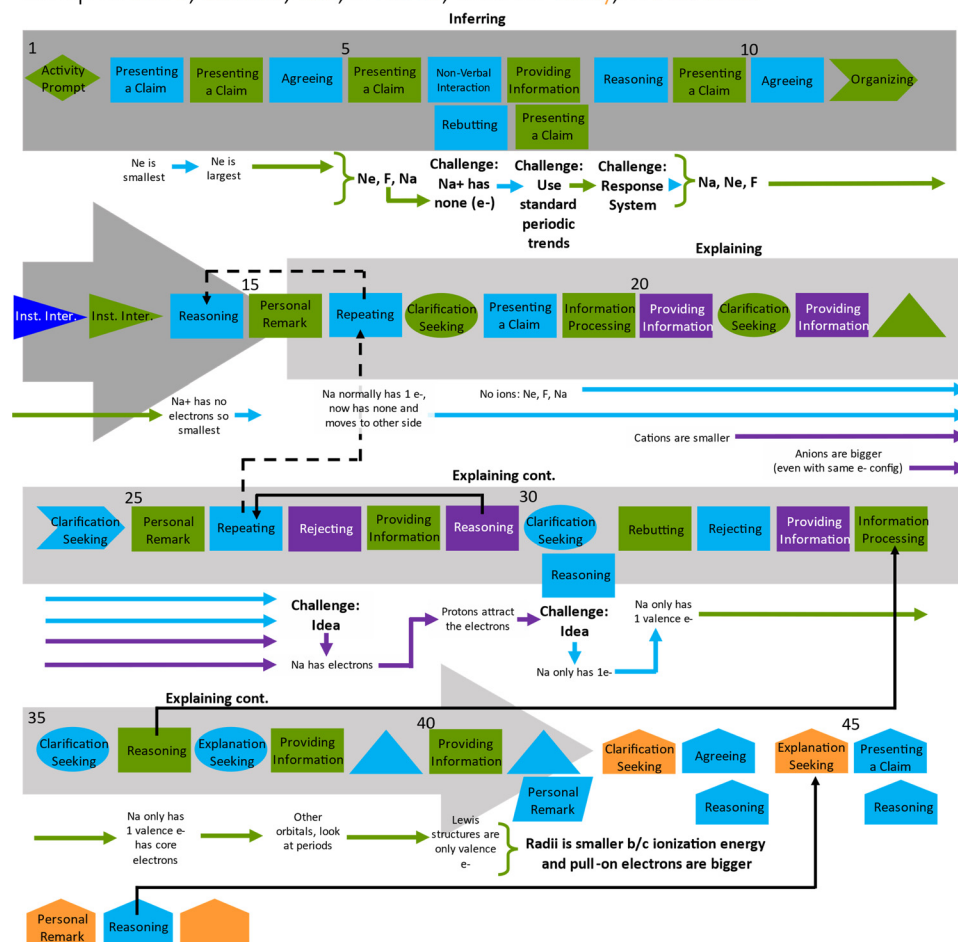 Inferring
1
5
10
Activity
Prompt
Presenting
a Claim
Presenting
a Claim
Agreeing
Presenting
a Claim
Non-Verbal
Interaction
Providing
Information
Reasoning
Presenting
a Claim
Agreeing
Organizing
Rebutting
Presenting
a Claim
Ne is
smallest
Ne is
largest
Ne, F, Na
Challenge:
Na+ has
none (e-)
Challenge:
Use
standard
periodic
trends
Challenge:
Response
System
Na, Ne, F
Explaining
15
20
Inst. Inter.
Inst. Inter.
Reasoning
Personal
Remark
Repeating
Clarification
Seeking
Presenting
a Claim
Information
Processing
Providing
Information
Clarification
Seeking
Providing
Information
Na+ has no
electrons so
smallest
Na normally has 1 e-,
now has none and
moves to other side
No ions: Ne, F, Na
Cations are smaller
Anions are bigger
(even with same e- config)
Explaining cont.
25
30
Clarification
Seeking
Personal
Remark
Repeating
Rejecting
Providing
Information
Reasoning
Clarification
Seeking
Rebutting
Rejecting
Providing
Information
Information
Processing
Reasoning
Challenge:
Idea
Na has electrons
Protons attract
the electrons
Challenge:
Idea
Na only has 1e-
Na only has
1 valence e-
Explaining cont.
35
40
45
Clarification
Seeking
Reasoning
Explanation
Seeking
Providing
Information
Providing
Information
Personal
Remark
Clarification
Seeking
Agreeing
Reasoning
Explanation
Seeking
Presenting
a Claim
Reasoning
Na only has
1 valence e-
has core
electrons
Other
orbitals, look
at periods
Lewis
structures are
only valence
e-
Radii is smaller b/c ionization energy
and pull-on electrons are bigger
Personal
Remark
Reasoning